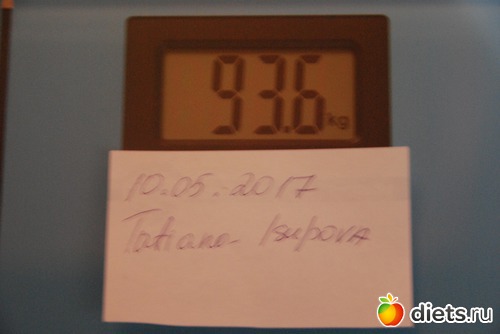 93.6 kg
10.05.2017
Tatiana Isupova
diets.ru